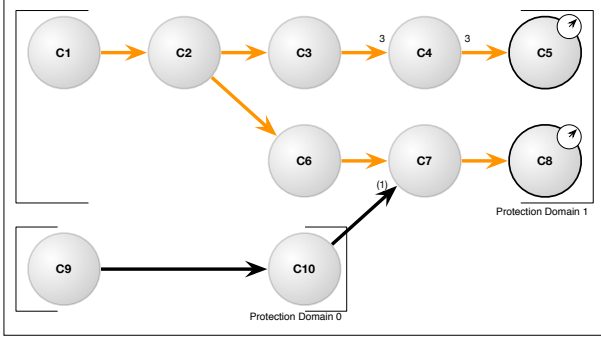 C1
C2
C3
3
C4
3
C5
C6
C7
C8
(1)
Protection Domain 1
C9
C10
Protection Domain 0